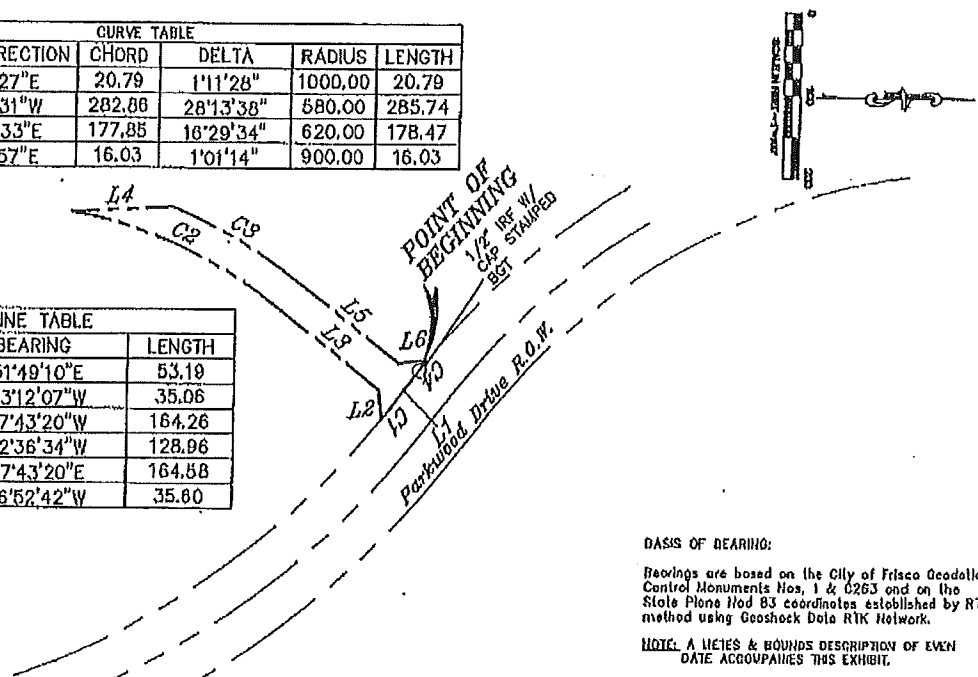 CURVE TABLE
RECTION CHORD DELTA RADIUS LENGTH
27"E 20.79 1°11'28" 1000.00 20.79
31"W 282.86 28°13'38" 580.00 285.74
33"E 177.85 16°29'34" 620.00 178.47
57"E 16.03 1°01'14" 900.00 16.03
L4
C3
C2
POINT OF
BEGINNING
1/2" IRF W/
CAP STAMPED
BGT
L5
L3
L6
C4
L2
C1
L1
Parkwood Drive R.O.W.
INE TABLE
BEARING LENGTH
51°49'10"E 53.19
3°12'07"W 35.06
7°43'20"W 164.26
2°36'34"W 128.96
7°43'20"E 164.58
6°52'42"W 35.60
0
100
200
BASIS OF BEARING:
Bearings are based on the City of Frisco Geodetic
Control Monuments Nos. 1 & 0263 and on the
State Plane Nad 83 coordinates established by RT
method using Geoshack Data RTK Network.
NOTE: A METES & BOUNDS DESCRIPTION OF EVEN
DATE ACCOMPANIES THIS EXHIBIT.